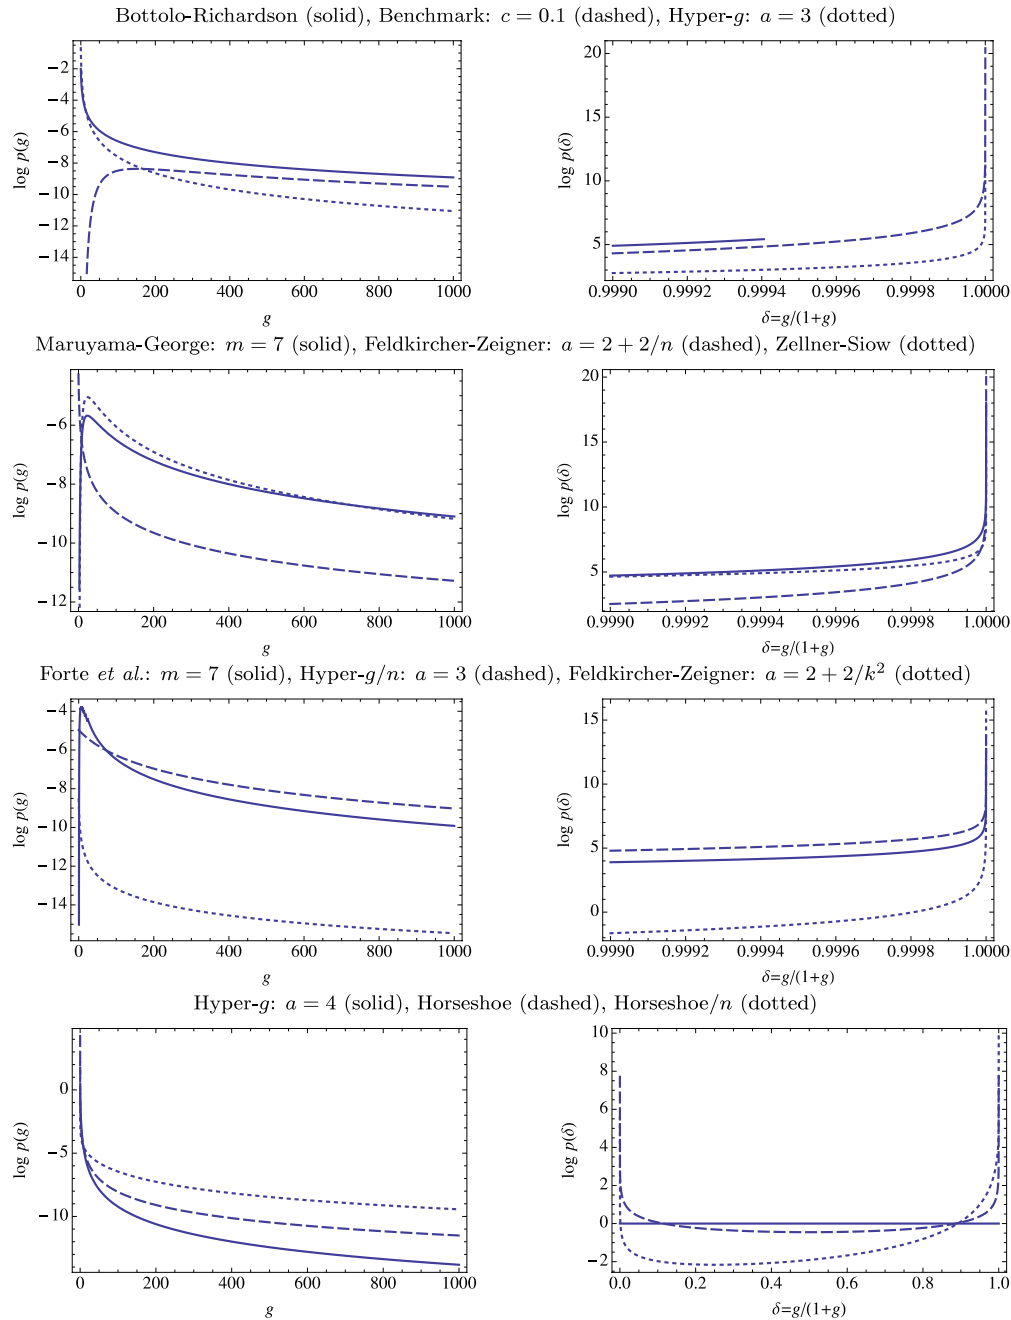 Bottolo-Richardson (solid), Benchmark: c = 0.1 (dashed), Hyper-g: a = 3 (dotted)
log p(g)
−2
−4
−6
−8
−10
−12
−14
0 200 400 600 800 1000
g
log p(δ)
20
15
10
5
0.9990 0.9992 0.9994 0.9996 0.9998 1.0000
δ=g/(1+g)
Maruyama-George: m = 7 (solid), Feldkircher-Zeigner: a = 2 + 2/n (dashed), Zellner-Siow (dotted)
log p(g)
−6
−8
−10
−12
0 200 400 600 800 1000
g
log p(δ)
20
15
10
5
0.9990 0.9992 0.9994 0.9996 0.9998 1.0000
δ=g/(1+g)
Forte et al.: m = 7 (solid), Hyper-g/n: a = 3 (dashed), Feldkircher-Zeigner: a = 2 + 2/k² (dotted)
log p(g)
−4
−6
−8
−10
−12
−14
0 200 400 600 800 1000
g
log p(δ)
15
10
5
0
0.9990 0.9992 0.9994 0.9996 0.9998 1.0000
δ=g/(1+g)
Hyper-g: a = 4 (solid), Horseshoe (dashed), Horseshoe/n (dotted)
log p(g)
0
−5
−10
0 200 400 600 800 1000
g
log p(δ)
10
8
6
4
2
0
−2
0.0 0.2 0.4 0.6 0.8 1.0
δ=g/(1+g)